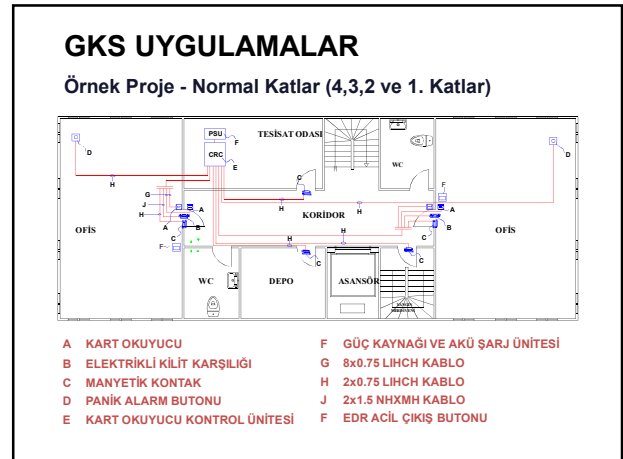 GKS UYGULAMALAR
Örnek Proje - Normal Katlar (4,3,2 ve 1. Katlar)
PSU
F
TESİSAT ODASI
CRC
E
D
D
WC
H
C
H
H
F
G
J
H
A
A
B
C
F
KORİDOR
H
H
A
B
C
OFİS
OFİS
C
C
WC
DEPO
ASANSÖR
A KART OKUYUCU
B ELEKTRİKLİ KİLİT KARŞILIĞI
C MANYETİK KONTAK
D PANİK ALARM BUTONU
E KART OKUYUCU KONTROL ÜNİTESİ
F GÜÇ KAYNAĞI VE AKÜ ŞARJ ÜNİTESİ
G 8x0.75 LIHCH KABLO
H 2x0.75 LIHCH KABLO
J 2x1.5 NHXMH KABLO
F EDR ACİL ÇIKIŞ BUTONU